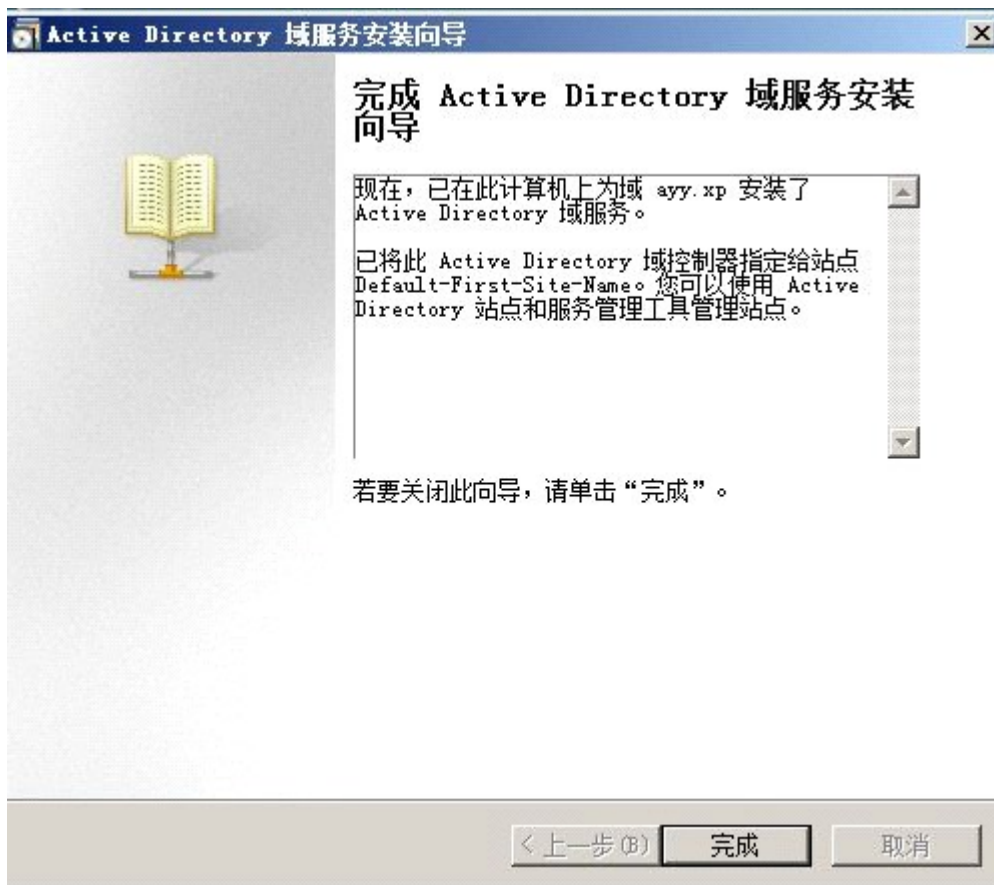 Active Directory 域服务安装向导
完成 Active Directory 域服务安装
向导
现在，已在此计算机上为域 ayy.xp 安装了
Active Directory 域服务。
已将此 Active Directory 域控制器指定给站点
Default-First-Site-Name。您可以使用 Active
Directory 站点和服务管理工具管理站点。
若要关闭此向导，请单击“完成”。
< 上一步(B)
完成
取消